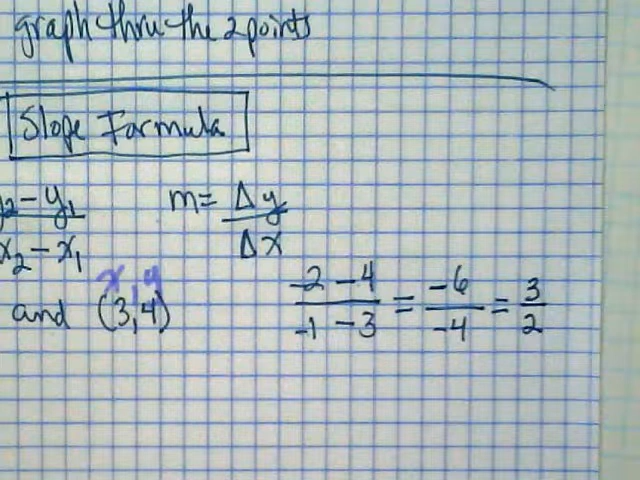 graph thru the 2 points
Slope Formula
y₂ - y₁ m = Δy
x₂ - x₁ Δx
x, y
and (3,4) -2 - 4 / -1 - 3 = -6 / -4 = 3 / 2